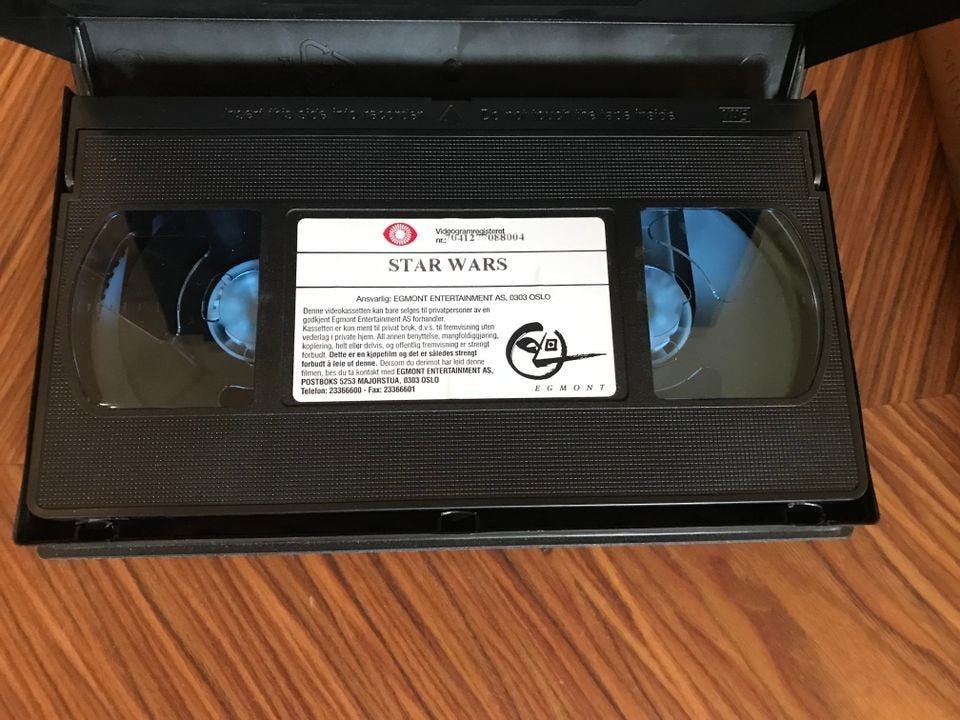 Insert this side into recorder △ Do not touch the tape inside VHS
Videogramregisteret
nr.: 7041277088004
STAR WARS
Ansvarlig: EGMONT ENTERTAINMENT AS, 0303 OSLO
Denne videokassetten kan bare selges til privatpersoner av en
godkjent Egmont Entertainment AS forhandler.
Kassetten er kun ment til privat bruk, d.v.s. til fremvisning uten
vederlag i private hjem. All annen benyttelse, mangfoldiggjøring,
kopiering, helt eller delvis, og offentlig fremvisning er strengt
forbudt. Dette er en kjøpefilm og det er således strengt
forbudt å leie ut denne. Dersom du derimot har leid denne
filmen, bes du ta kontakt med EGMONT ENTERTAINMENT AS,
POSTBOKS 5253 MAJORSTUA, 0303 OSLO
Telefon: 23366600 - Fax: 23366601
EGMONT